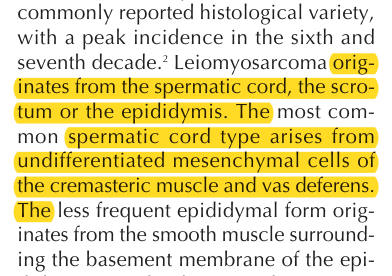 commonly reported histological variety,
with a peak incidence in the sixth and
seventh decade.² Leiomyosarcoma orig-
inates from the spermatic cord, the scro-
tum or the epididymis. The most com-
mon spermatic cord type arises from
undifferentiated mesenchymal cells of
the cremasteric muscle and vas deferens.
The less frequent epididymal form orig-
inates from the smooth muscle surround-
ing the basement membrane of the epi-